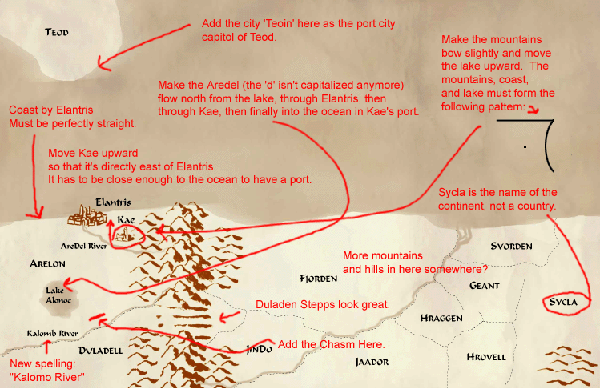 TEOD
Add the city 'Teoin' here as the port city
capitol of Teod.
Make the mountains
bow slightly and move
the lake upward. The
mountains, coast,
and lake must form the
following pattern:
Make the Aredel (the 'd' isn't capitalized anymore)
flow north from the lake, through Elantris, then
through Kae, then finally into the ocean in Kae's port.
Coast by Elantris
Must be perfectly straight
Move Kae upward
so that it's directly east of Elantris.
It has to be close enough to the ocean to have a port.
Sycla is the name of the
continent, not a country.
Elantris
Kae
AreDel River
ARELON
Lake
Alonoe
Kalomb River
DULADELL
New spelling:
"Kalomo River"
More mountains
and hills in here somewhere?
FJORDEN
Duladen Stepps look great.
Add the Chasm Here.
JINDO
JAADOR
SVORDEN
GEANT
HRAGGEN
HROVELL
SYCLA